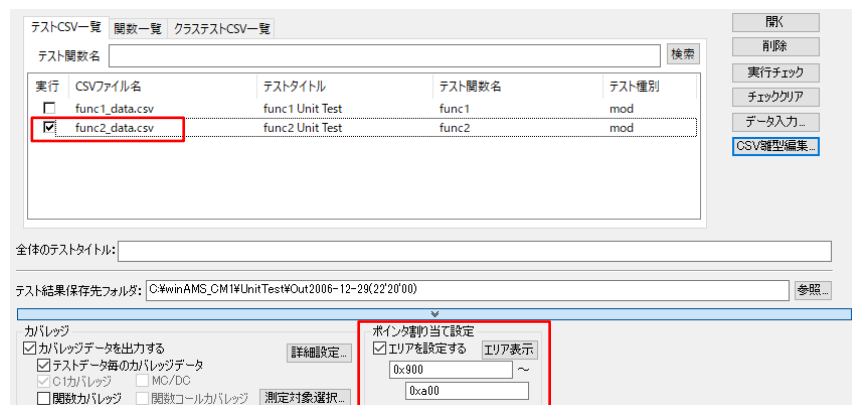 テストCSV一覧 関数一覧 クラステストCSV一覧
開く
テスト関数名 検索
削除
実行 CSVファイル名 テストタイトル テスト関数名 テスト種別
実行チェック
func1_data.csv func1 Unit Test func1 mod
チェッククリア
func2_data.csv func2 Unit Test func2 mod
データ入力...
CSV雛型編集...
全体のテストタイトル:
テスト結果保存先フォルダ: C:¥winAMS_CM1¥UnitTest¥Out2006-12-29(22'20'00) 参照...
カバレッジ ポインタ割り当て設定
カバレッジデータを出力する 詳細設定... エリアを設定する エリア表示
テストデータ毎のカバレッジデータ 0x900 ～
C1カバレッジ MC/DC 0xa00
関数カバレッジ 関数コールカバレッジ 測定対象選択...